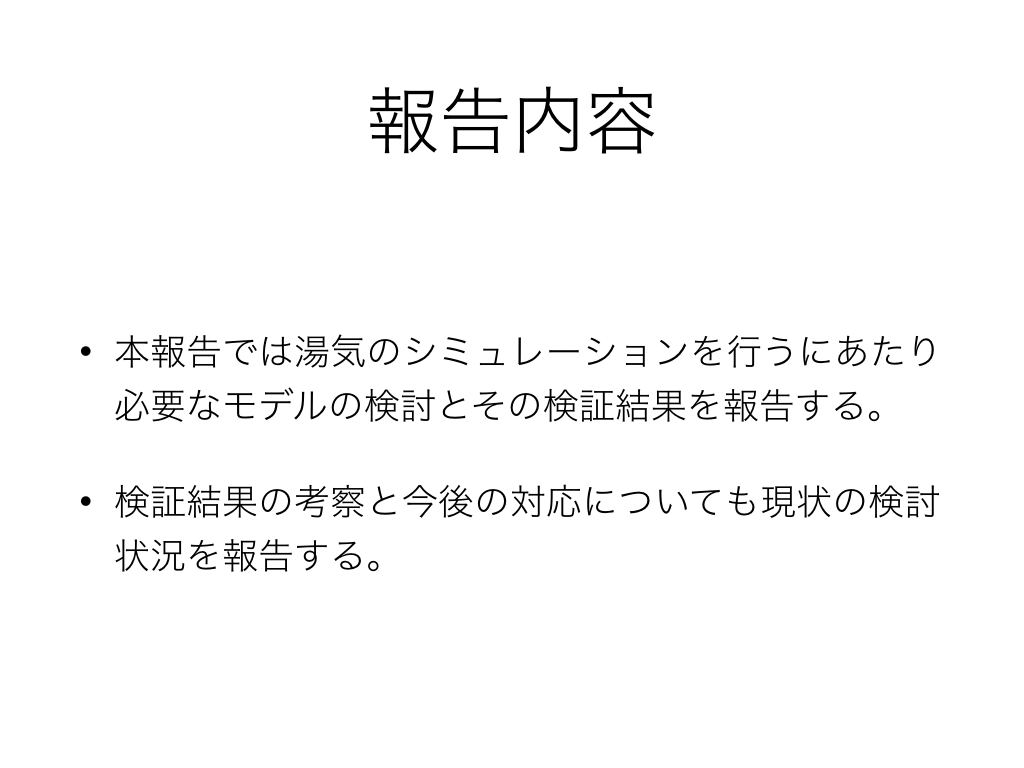 報告内容
• 本報告では湯気のシミュレーションを行うにあたり
必要なモデルの検討とその検証結果を報告する。
• 検証結果の考察と今後の対応についても現状の検討
状況を報告する。